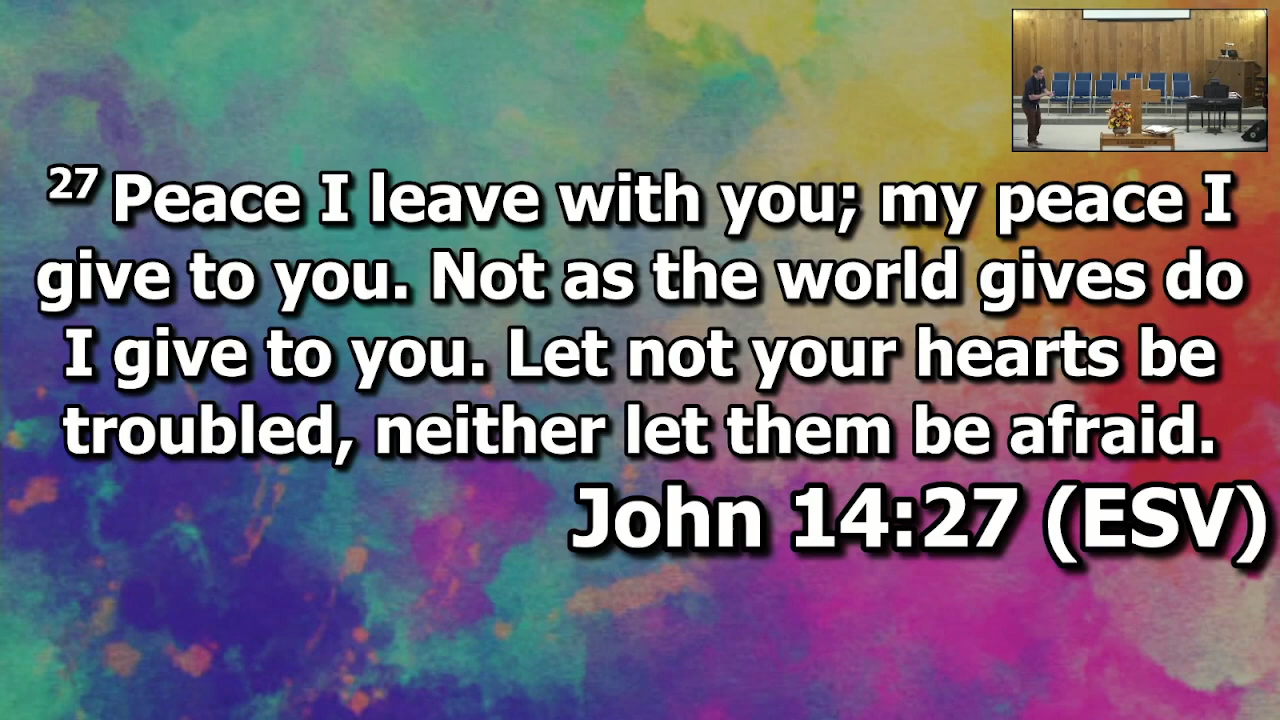 27 Peace I leave with you; my peace I
give to you. Not as the world gives do
I give to you. Let not your hearts be
troubled, neither let them be afraid.
John 14:27 (ESV)